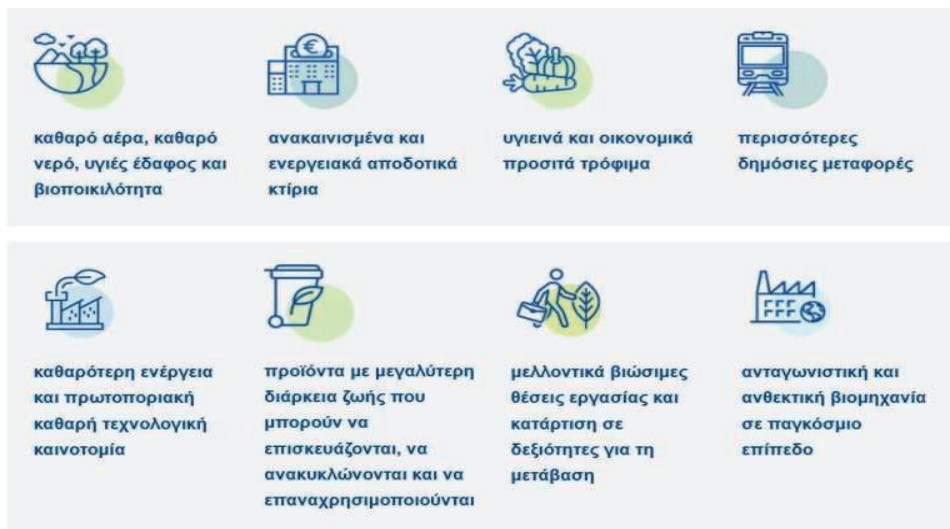 καθαρό αέρα, καθαρό
νερό, υγιές έδαφος και
βιοποικιλότητα
ανακαινισμένα και
ενεργειακά αποδοτικά
κτίρια
υγιεινά και οικονομικά
προσιτά τρόφιμα
περισσότερες
δημόσιες μεταφορές
καθαρότερη ενέργεια
και πρωτοποριακή
καθαρή τεχνολογική
καινοτομία
προϊόντα με μεγαλύτερη
διάρκεια ζωής που
μπορούν να
επισκευάζονται, να
ανακυκλώνονται και να
επαναχρησιμοποιούνται
μελλοντικά βιώσιμες
θέσεις εργασίας και
κατάρτιση σε
δεξιότητες για τη
μετάβαση
ανταγωνιστική και
ανθεκτική βιομηχανία
σε παγκόσμιο
επίπεδο